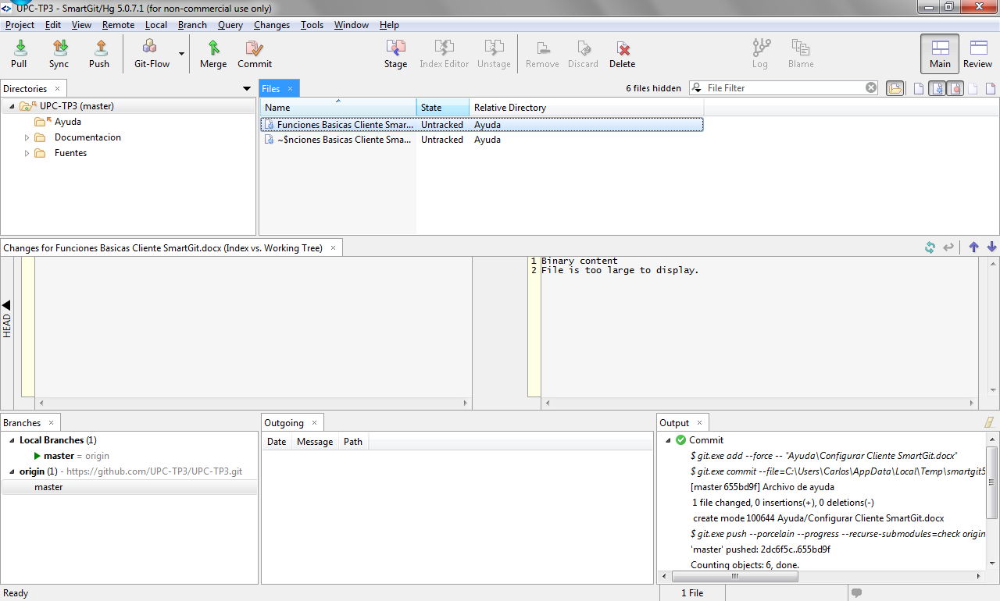 UPC-TP3 - SmartGit/Hg 5.0.7.1 (for non-commercial use only)
Project Edit View Remote Local Branch Query Changes Tools Window Help
Pull Sync Push Git-Flow Merge Commit Stage Index Editor Unstage Remove Discard Delete Log Blame Main Review
Directories
UPC-TP3 (master)
Ayuda
Documentacion
Fuentes
Files 6 files hidden File Filter
Name State Relative Directory
Funciones Basicas Cliente Smar... Untracked Ayuda
~$nciones Basicas Cliente Sma... Untracked Ayuda
Changes for Funciones Basicas Cliente SmartGit.docx (Index vs. Working Tree)
HEAD
1 Binary content
2 File is too large to display.
Branches
Local Branches (1)
master = origin
origin (1) - https://github.com/UPC-TP3/UPC-TP3.git
master
Outgoing
Date Message Path
Output
Commit
$ git.exe add --force -- "Ayuda\Configurar Cliente SmartGit.docx"
$ git.exe commit --file=C:\Users\Carlos\AppData\Local\Temp\smartgit5
[master 655bd9f] Archivo de ayuda
1 file changed, 0 insertions(+), 0 deletions(-)
create mode 100644 Ayuda/Configurar Cliente SmartGit.docx
$ git.exe push --porcelain --progress --recurse-submodules=check origin
'master' pushed: 2dc6f5c..655bd9f
Counting objects: 6, done.
Ready 1 File